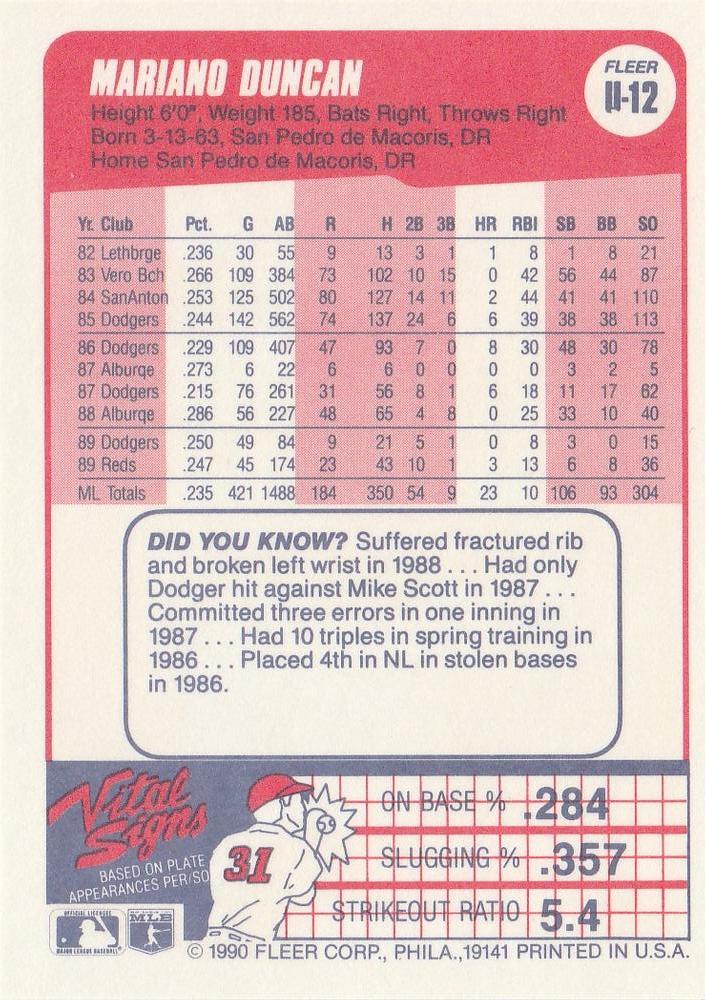 MARIANO DUNCAN
FLEER
U-12
Height 6'0", Weight 185, Bats Right, Throws Right
Born 3-13-63, San Pedro de Macoris, DR
Home San Pedro de Macoris, DR
Yr. Club Pct. G AB R H 2B 3B HR RBI SB BB SO
82 Lethbrge .236 30 55 9 13 3 1 1 8 1 8 21
83 Vero Bch .266 109 384 73 102 10 15 0 42 56 44 87
84 SanAnton .253 125 502 80 127 14 11 2 44 41 41 110
85 Dodgers .244 142 562 74 137 24 6 6 39 38 38 113
86 Dodgers .229 109 407 47 93 7 0 8 30 48 30 78
87 Alburqe .273 6 22 6 6 0 0 0 0 3 2 5
87 Dodgers .215 76 261 31 56 8 1 6 18 11 17 62
88 Alburqe .286 56 227 48 65 4 8 0 25 33 10 40
89 Dodgers .250 49 84 9 21 5 1 0 8 3 0 15
89 Reds .247 45 174 23 43 10 1 3 13 6 8 36
ML Totals .235 421 1488 184 350 54 9 23 10 106 93 304
DID YOU KNOW? Suffered fractured rib
and broken left wrist in 1988 . . . Had only
Dodger hit against Mike Scott in 1987 . . .
Committed three errors in one inning in
1987 . . . Had 10 triples in spring training in
1986 . . . Placed 4th in NL in stolen bases
in 1986.
Vital
Signs
BASED ON PLATE
APPEARANCES PER/SO
31
ON BASE % .284
SLUGGING % .357
STRIKEOUT RATIO 5.4
OFFICIAL LICENSEE
MAJOR LEAGUE BASEBALL
MLB
© 1990 FLEER CORP., PHILA.,19141 PRINTED IN U.S.A.